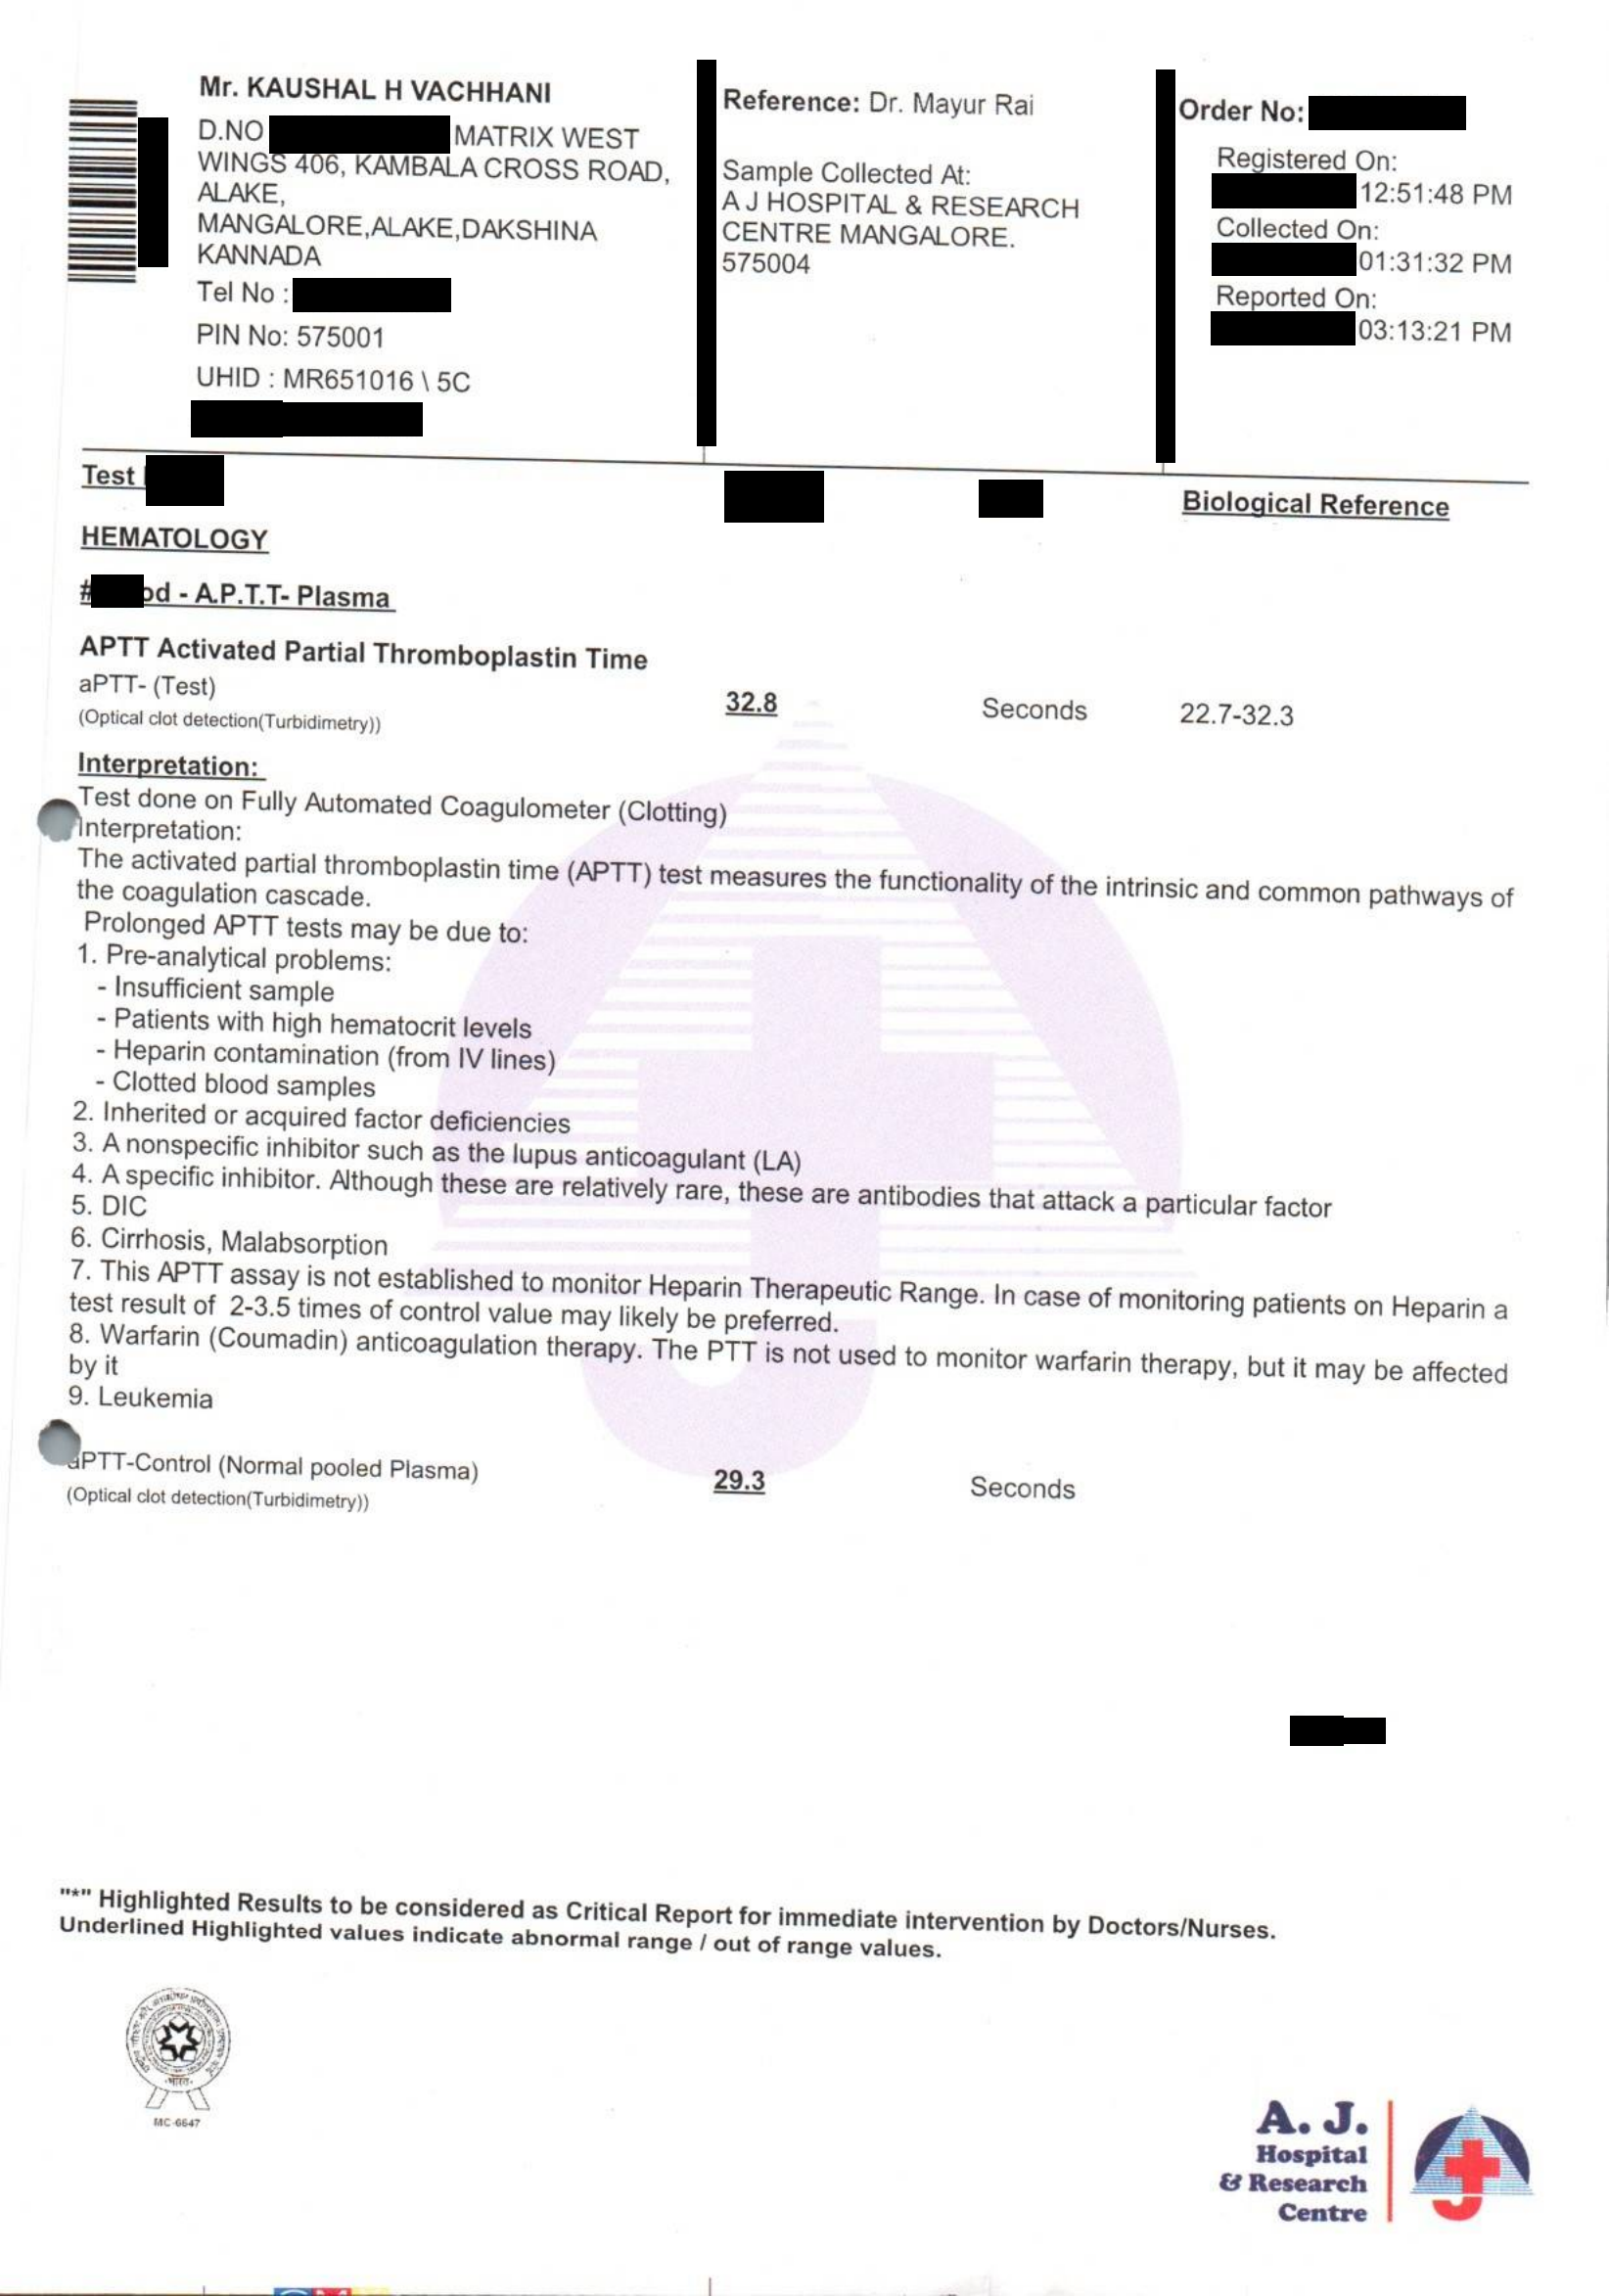 Mr. KAUSHAL H VACHHANI
D.NO MATRIX WEST
WINGS 406, KAMBALA CROSS ROAD,
ALAKE,
MANGALORE,ALAKE,DAKSHINA
KANNADA
Tel No :
PIN No: 575001
UHID : MR651016 \ 5C
Reference: Dr. Mayur Rai
Sample Collected At:
A J HOSPITAL & RESEARCH
CENTRE MANGALORE.
575004
Order No:
Registered On:
12:51:48 PM
Collected On:
01:31:32 PM
Reported On:
03:13:21 PM
Test
Biological Reference
HEMATOLOGY
# od - A.P.T.T- Plasma
APTT Activated Partial Thromboplastin Time
aPTT- (Test) 32.8 Seconds 22.7-32.3
(Optical clot detection(Turbidimetry))
Interpretation:
Test done on Fully Automated Coagulometer (Clotting)
Interpretation:
The activated partial thromboplastin time (APTT) test measures the functionality of the intrinsic and common pathways of
the coagulation cascade.
Prolonged APTT tests may be due to:
1. Pre-analytical problems:
- Insufficient sample
- Patients with high hematocrit levels
- Heparin contamination (from IV lines)
- Clotted blood samples
2. Inherited or acquired factor deficiencies
3. A nonspecific inhibitor such as the lupus anticoagulant (LA)
4. A specific inhibitor. Although these are relatively rare, these are antibodies that attack a particular factor
5. DIC
6. Cirrhosis, Malabsorption
7. This APTT assay is not established to monitor Heparin Therapeutic Range. In case of monitoring patients on Heparin a
test result of 2-3.5 times of control value may likely be preferred.
8. Warfarin (Coumadin) anticoagulation therapy. The PTT is not used to monitor warfarin therapy, but it may be affected
by it
9. Leukemia
aPTT-Control (Normal pooled Plasma) 29.3 Seconds
(Optical clot detection(Turbidimetry))
"*" Highlighted Results to be considered as Critical Report for immediate intervention by Doctors/Nurses.
Underlined Highlighted values indicate abnormal range / out of range values.
MC-6647
A. J.
Hospital
& Research
Centre